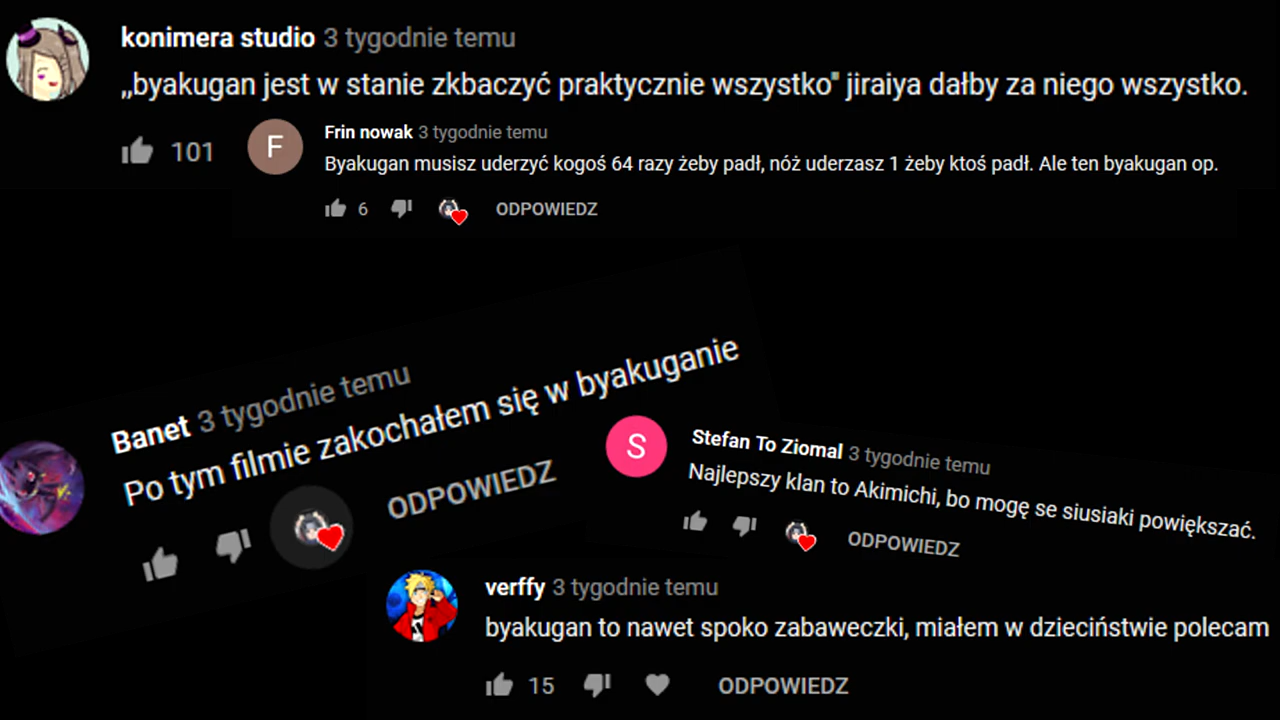 konimera studio 3 tygodnie temu
„byakugan jest w stanie zkbaczyć praktycznie wszystko" jiraiya dałby za niego wszystko.
101
F
Frin nowak 3 tygodnie temu
Byakugan musisz uderzyć kogoś 64 razy żeby padł, nóż uderzasz 1 żeby ktoś padł. Ale ten byakugan op.
6 ODPOWIEDZ
Banet 3 tygodnie temu
Po tym filmie zakochałem się w byakuganie
ODPOWIEDZ
S
Stefan To Ziomal 3 tygodnie temu
Najlepszy klan to Akimichi, bo mogę se siusiaki powiększać.
ODPOWIEDZ
verffy 3 tygodnie temu
byakugan to nawet spoko zabaweczki, miałem w dzieciństwie polecam
15 ODPOWIEDZ